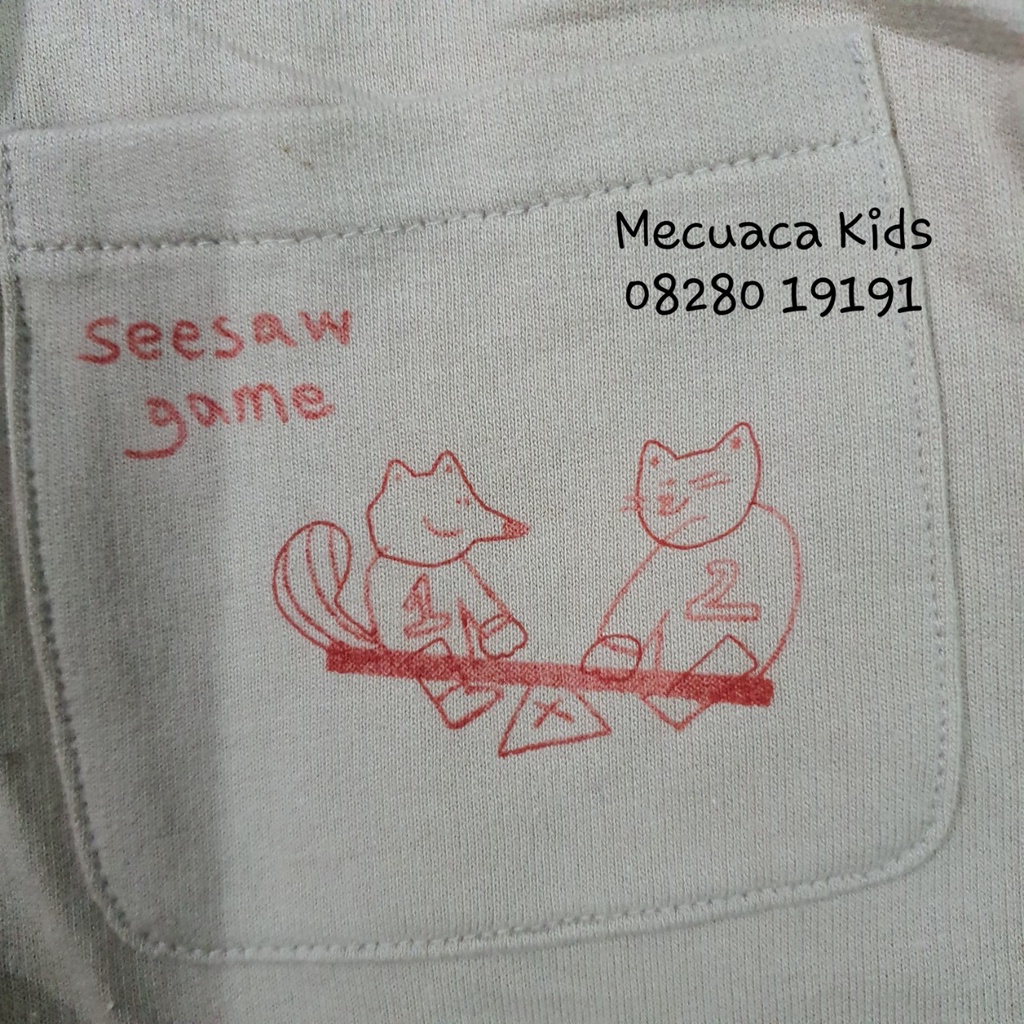 Mecuaca Kids
08280 19191
seesaw
game
1
2
X